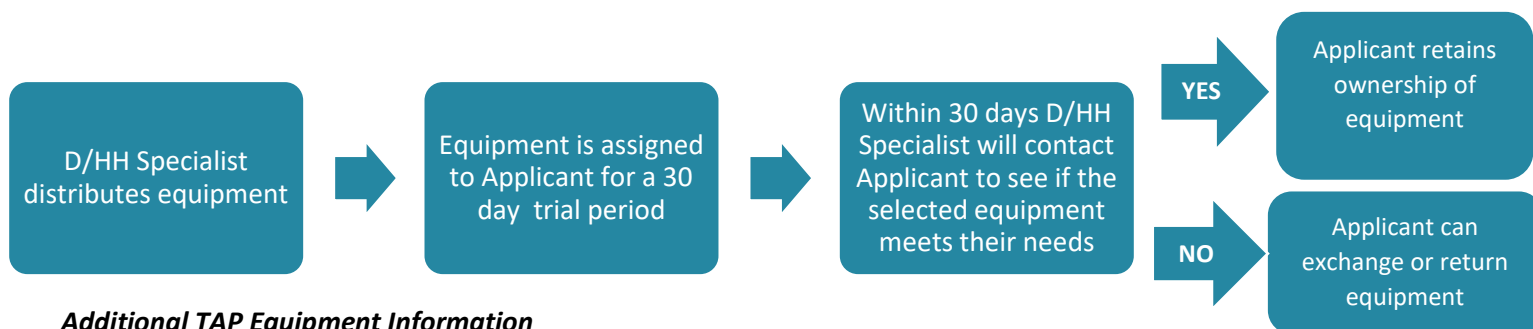 D/HH Specialist
distributes equipment
Equipment is assigned
to Applicant for a 30
day trial period
Within 30 days D/HH
Specialist will contact
Applicant to see if the
selected equipment
meets their needs
YES
Applicant retains
ownership of
equipment
NO
Applicant can
exchange or return
equipment
Additional TAP Equipment Information